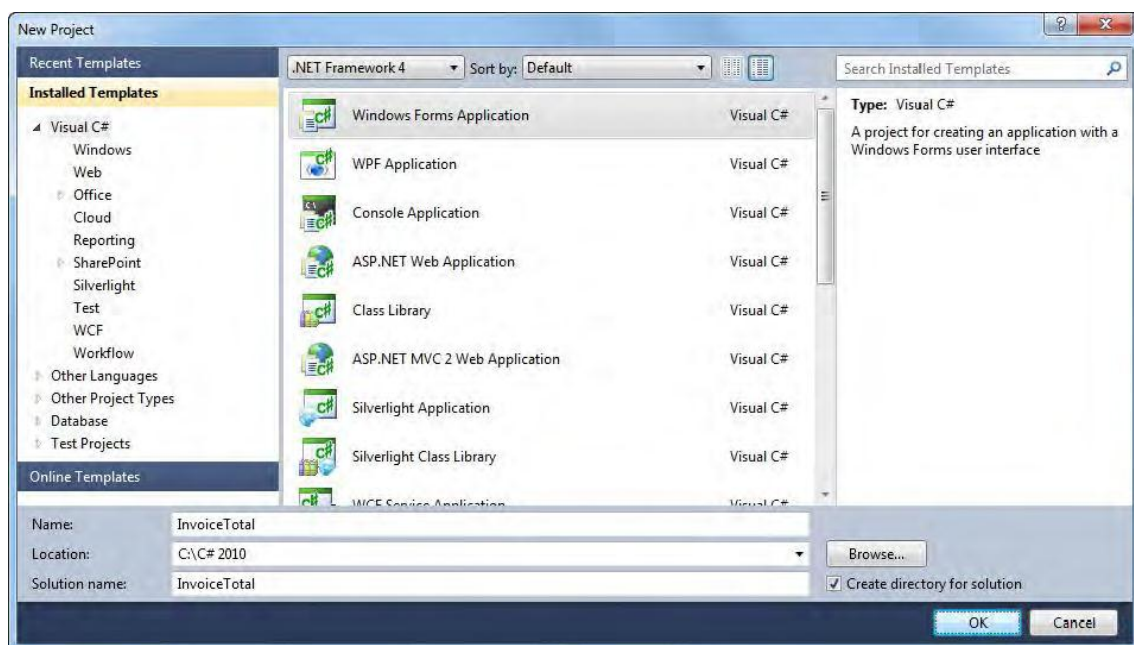 New Project
Recent Templates
Installed Templates
Visual C#
Windows
Web
Office
Cloud
Reporting
SharePoint
Silverlight
Test
WCF
Workflow
Other Languages
Other Project Types
Database
Test Projects
Online Templates
.NET Framework 4 Sort by: Default
Windows Forms Application Visual C#
WPF Application Visual C#
Console Application Visual C#
ASP.NET Web Application Visual C#
Class Library Visual C#
ASP.NET MVC 2 Web Application Visual C#
Silverlight Application Visual C#
Silverlight Class Library Visual C#
WCF Service Application Visual C#
Search Installed Templates
Type: Visual C#
A project for creating an application with a
Windows Forms user interface
Name: InvoiceTotal
Location: C:\C# 2010 Browse...
Solution name: InvoiceTotal Create directory for solution
OK Cancel